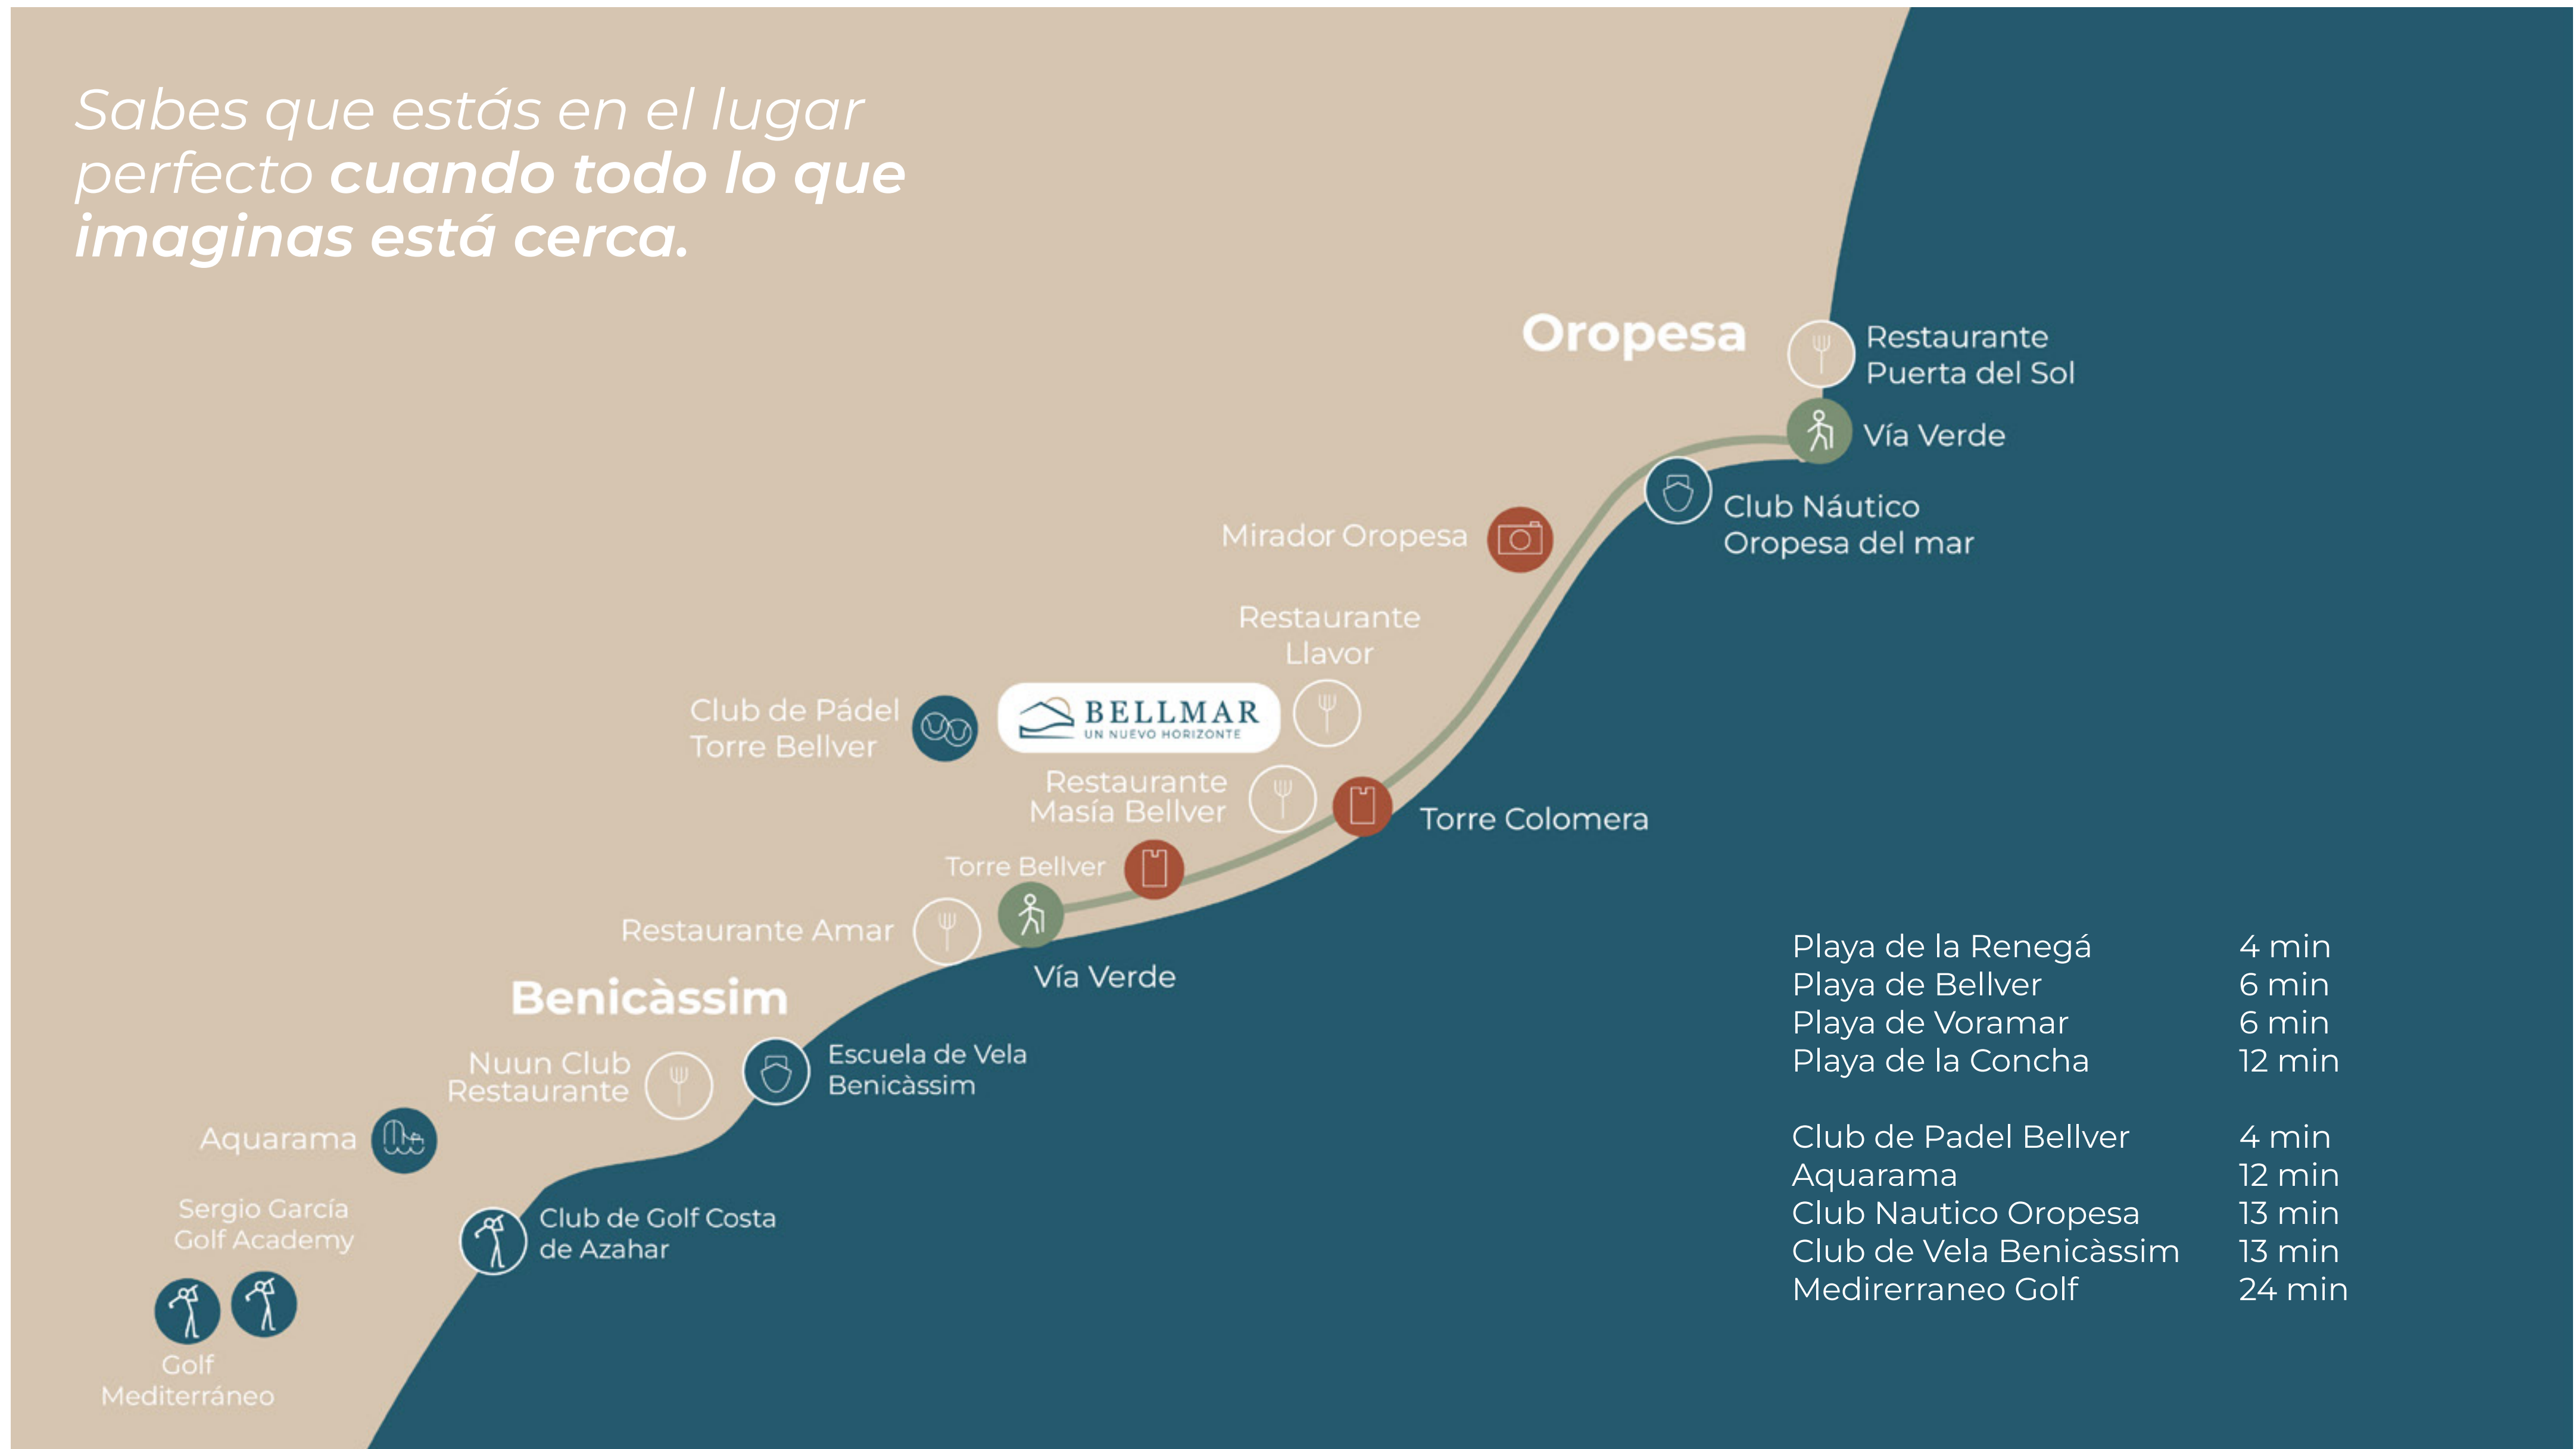 Sabes que estás en el lugar
perfecto cuando todo lo que
imaginas está cerca.
Oropesa
Restaurante
Puerta del Sol
Vía Verde
Club Náutico
Oropesa del mar
Mirador Oropesa
Restaurante
Llavor
Club de Pádel
Torre Bellver
BELLMAR
UN NUEVO HORIZONTE
Restaurante
Masía Bellver
Torre Colomera
Torre Bellver
Restaurante Amar
Vía Verde
Benicàssim
Nuun Club
Restaurante
Escuela de Vela
Benicàssim
Aquarama
Sergio García
Golf Academy
Club de Golf Costa
de Azahar
Golf
Mediterráneo
Playa de la Renegá 4 min
Playa de Bellver 6 min
Playa de Voramar 6 min
Playa de la Concha 12 min
Club de Padel Bellver 4 min
Aquarama 12 min
Club Nautico Oropesa 13 min
Club de Vela Benicàssim 13 min
Medirerraneo Golf 24 min